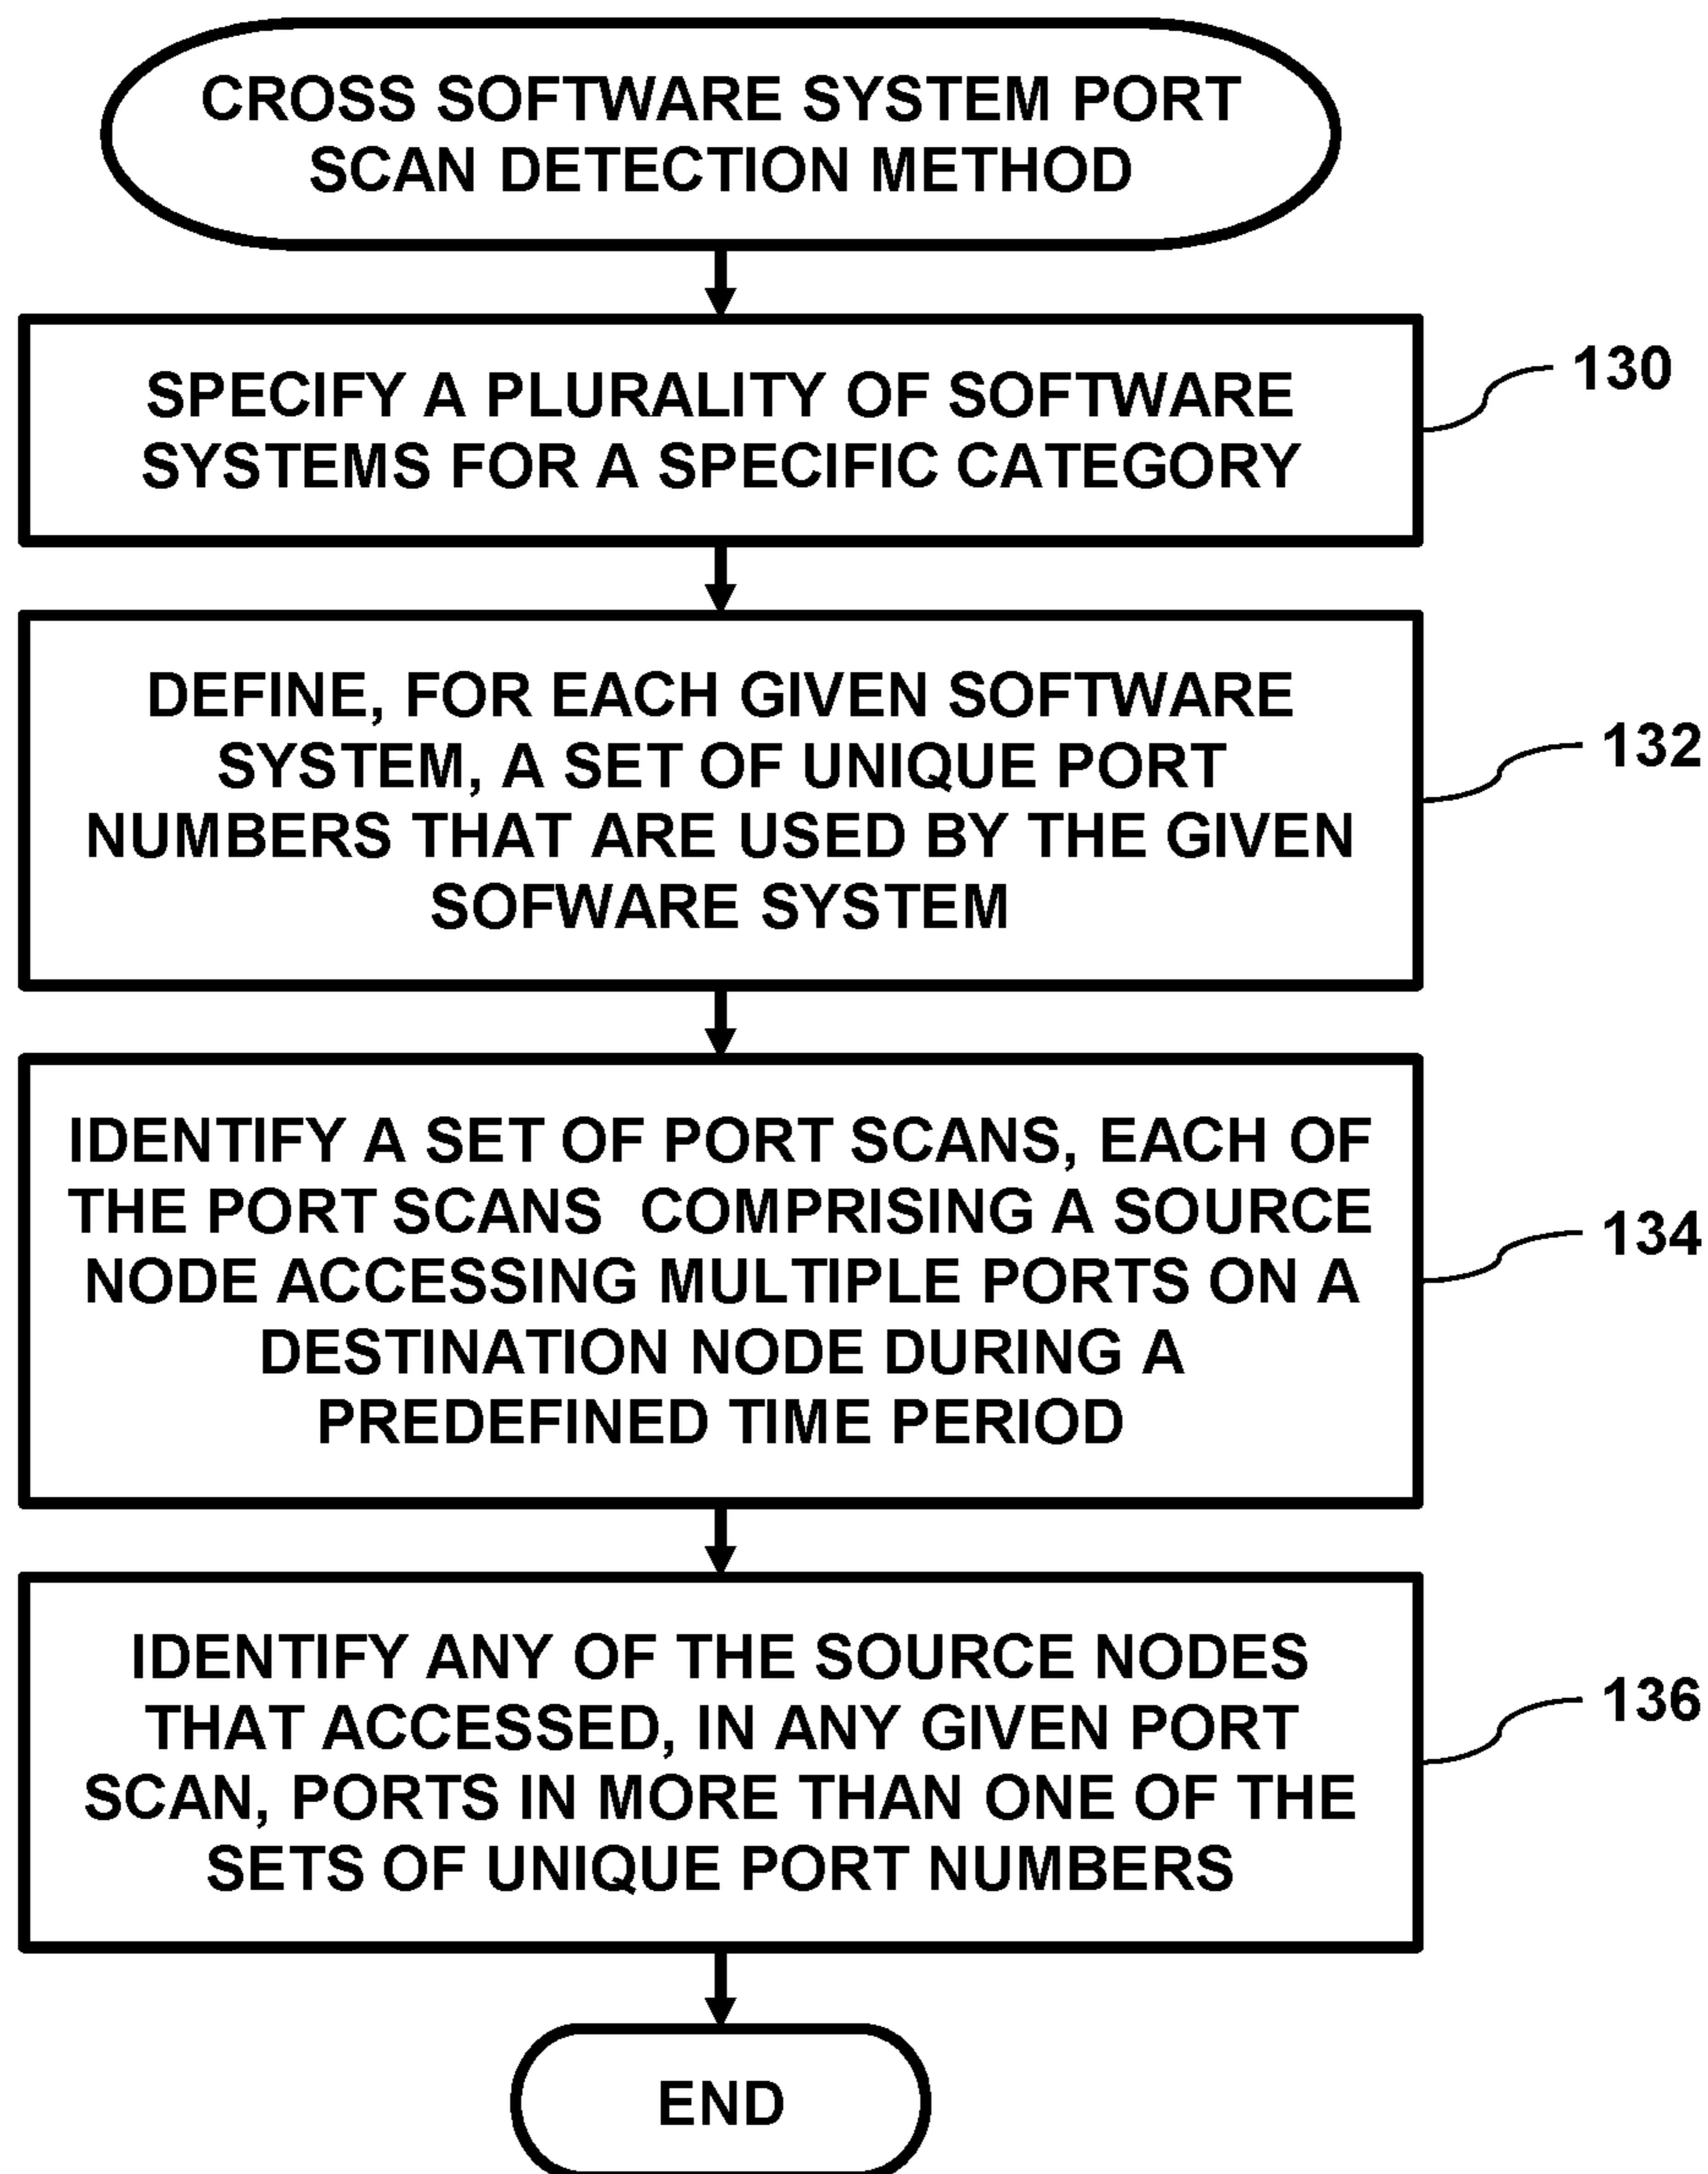 CROSS SOFTWARE SYSTEM PORT
SCAN DETECTION METHOD
SPECIFY A PLURALITY OF SOFTWARE
SYSTEMS FOR A SPECIFIC CATEGORY
130
DEFINE, FOR EACH GIVEN SOFTWARE
SYSTEM, A SET OF UNIQUE PORT
NUMBERS THAT ARE USED BY THE GIVEN
SOFWARE SYSTEM
132
IDENTIFY A SET OF PORT SCANS, EACH OF
THE PORT SCANS COMPRISING A SOURCE
NODE ACCESSING MULTIPLE PORTS ON A
DESTINATION NODE DURING A
PREDEFINED TIME PERIOD
134
IDENTIFY ANY OF THE SOURCE NODES
THAT ACCESSED, IN ANY GIVEN PORT
SCAN, PORTS IN MORE THAN ONE OF THE
SETS OF UNIQUE PORT NUMBERS
136
END